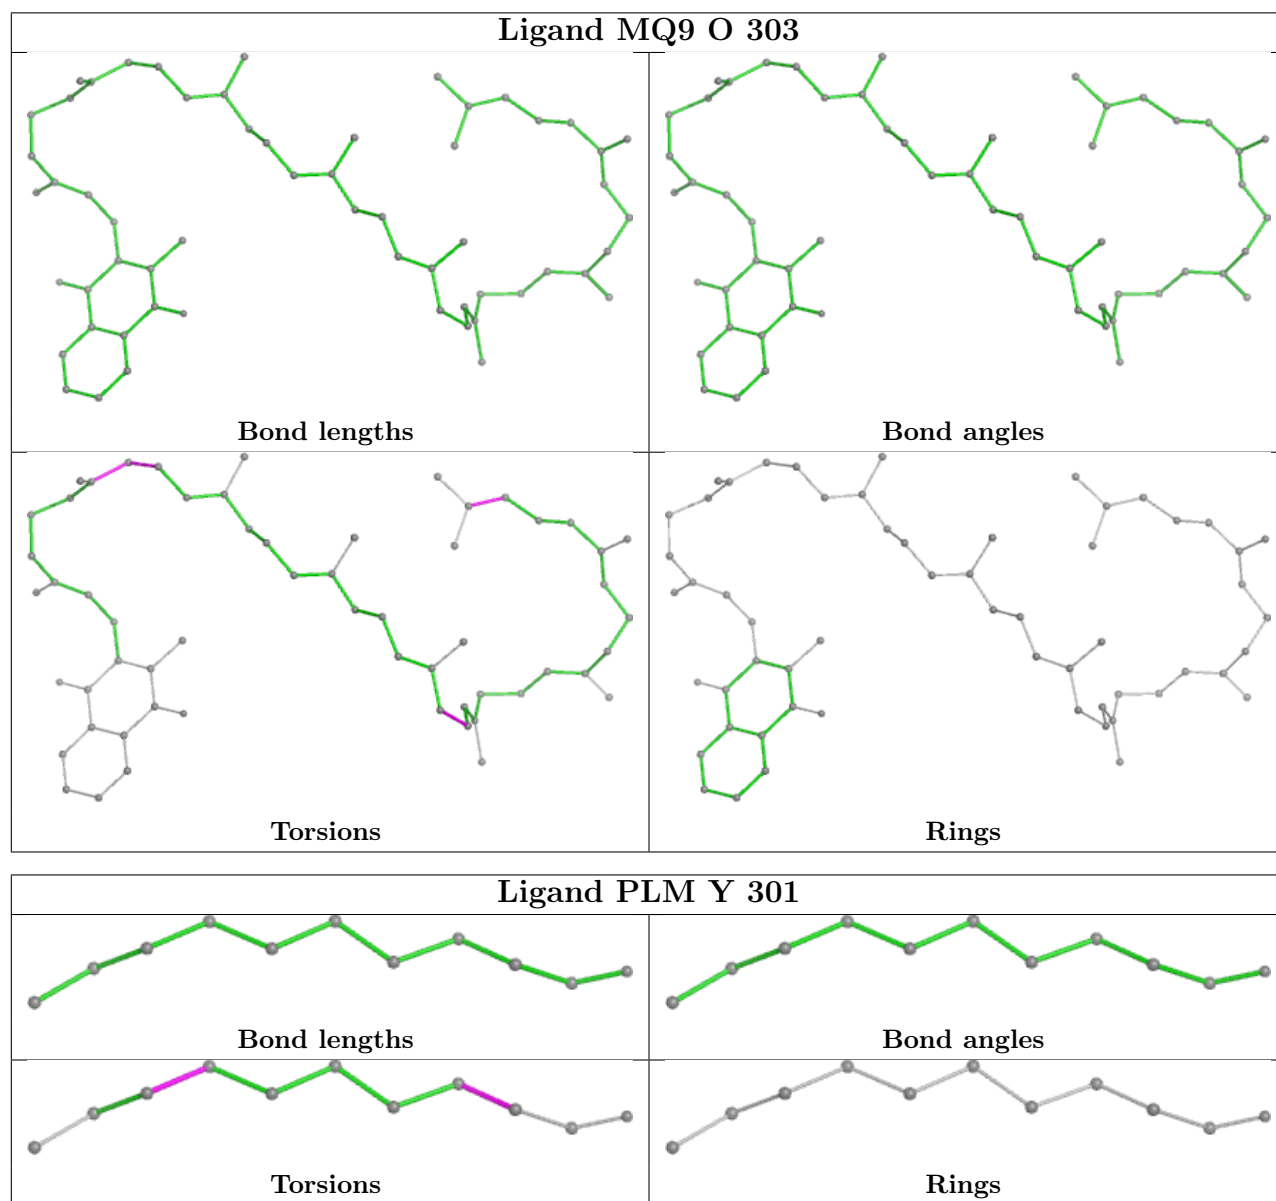 Ligand MQ9 O 303
Bond lengths
Bond angles
Torsions
Rings
Ligand PLM Y 301
Bond lengths
Bond angles
Torsions
Rings